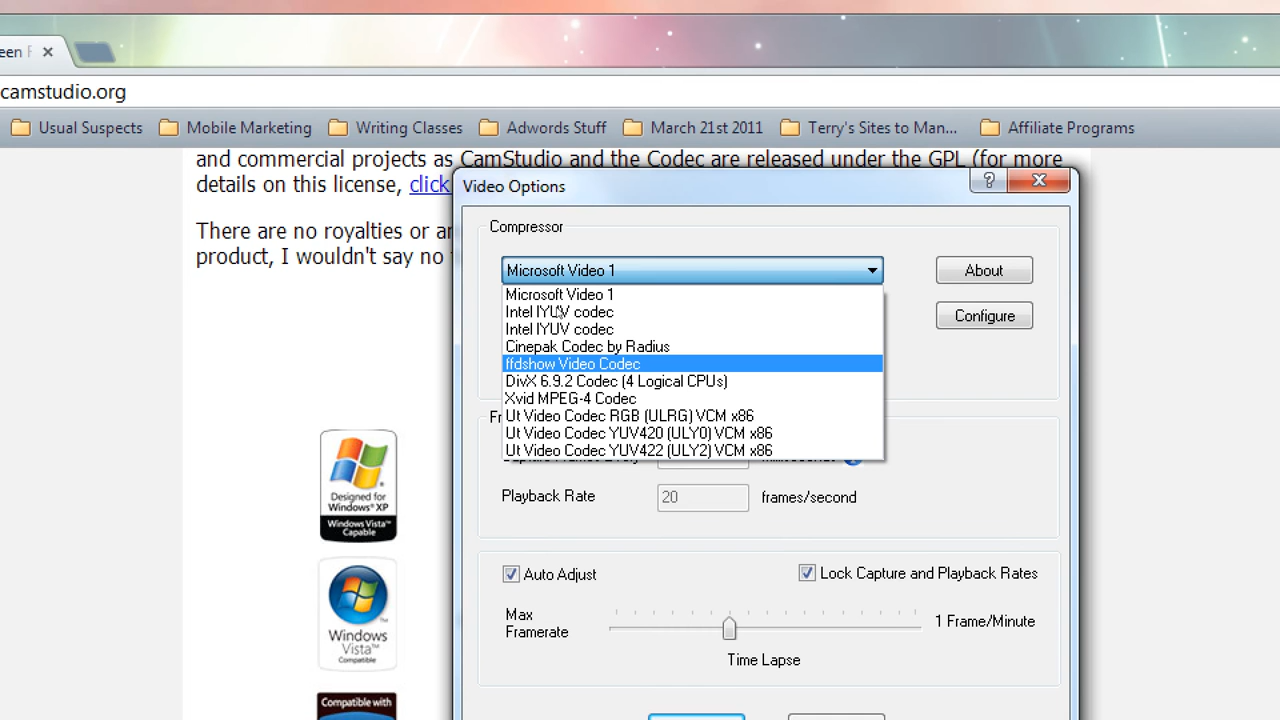 een F
camstudio.org
Usual Suspects Mobile Marketing Writing Classes Adwords Stuff March 21st 2011 Terry's Sites to Man... Affiliate Programs
and commercial projects as CamStudio and the Codec are released under the GPL (for more
details on this license, click
There are no royalties or
product, I wouldn't say no
Video Options
?
Compressor
Microsoft Video 1
About
Microsoft Video 1
Intel IYUV codec
Configure
Intel IYUV codec
Cinepak Codec by Radius
ffdshow Video Codec
DivX 6.9.2 Codec (4 Logical CPUs)
Xvid MPEG-4 Codec
Ut Video Codec RGB (ULRG) VCM x86
Ut Video Codec YUV420 (ULY0) VCM x86
Ut Video Codec YUV422 (ULY2) VCM x86
Playback Rate 20 frames/second
Auto Adjust Lock Capture and Playback Rates
Max
Framerate
1 Frame/Minute
Time Lapse
Designed for
Windows® XP
Windows Vista™
Capable
Windows
Vista™
Compatible
Compatible with